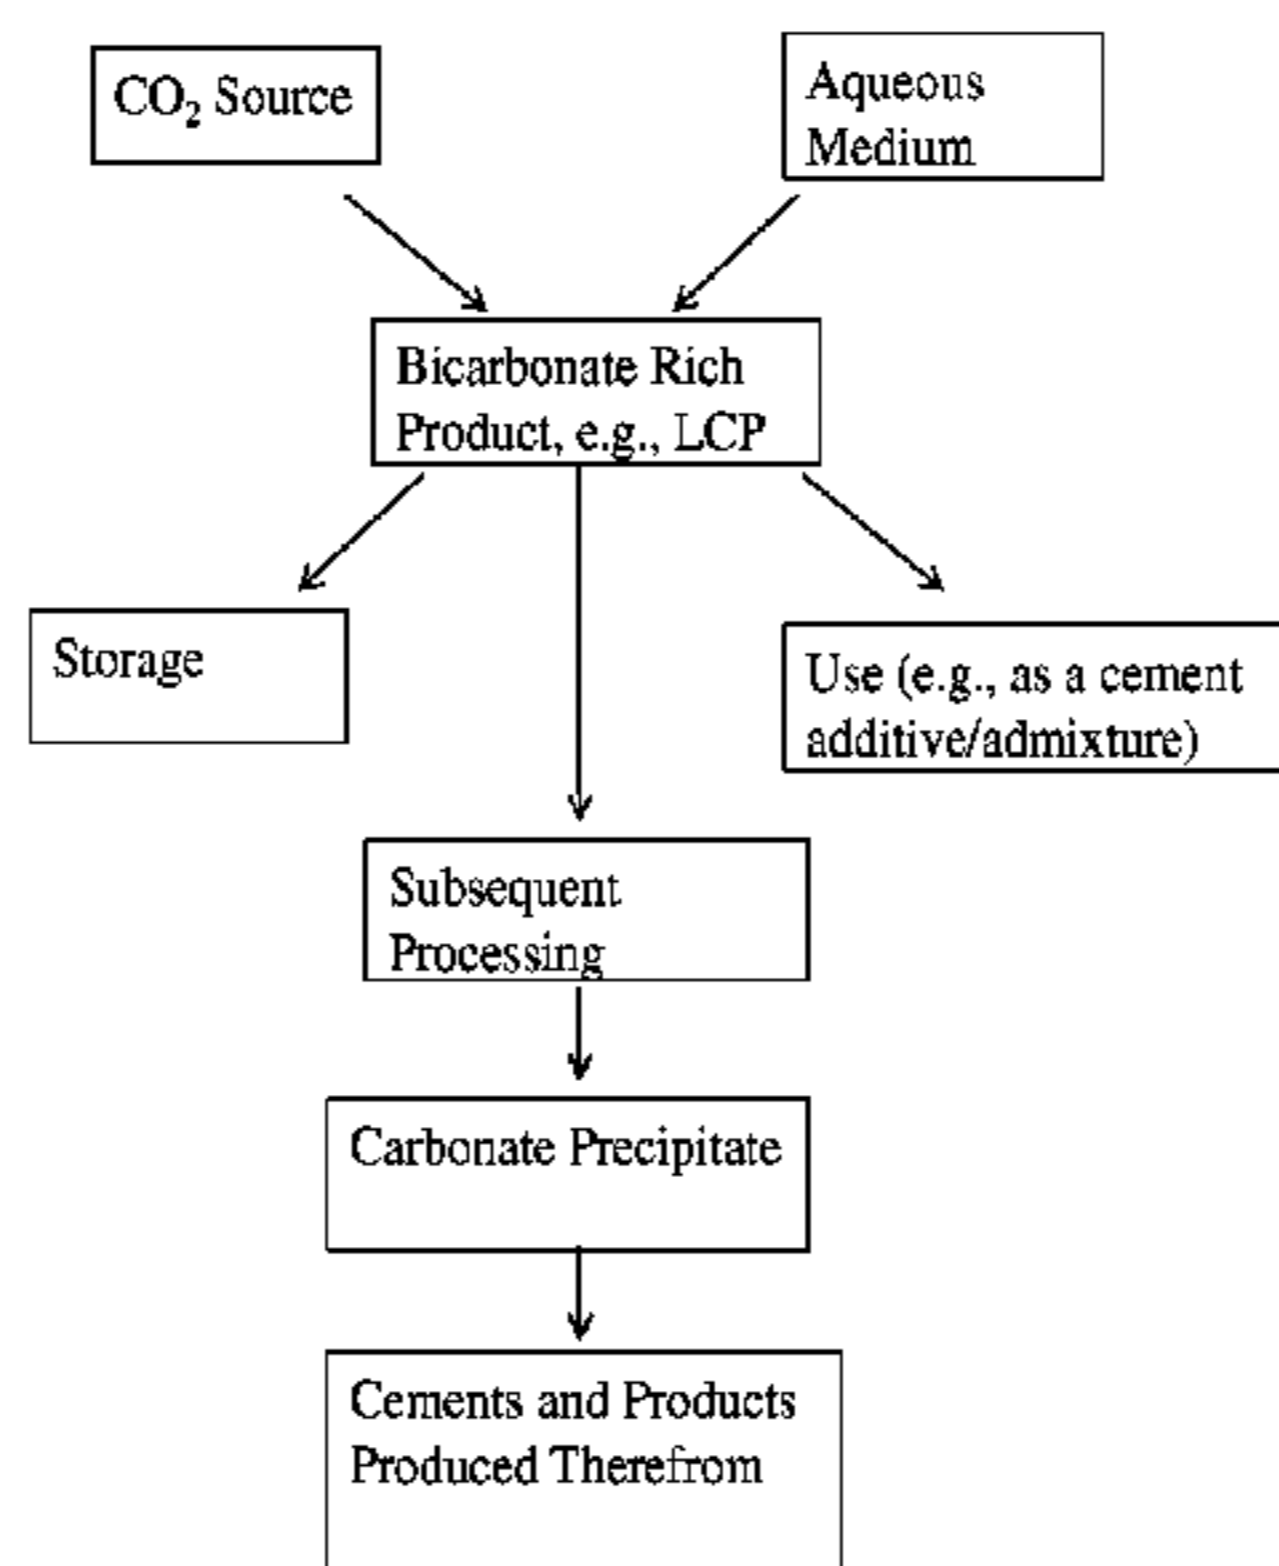 CO₂ Source
Aqueous
Medium
Bicarbonate Rich
Product, e.g., LCP
Storage
Use (e.g., as a cement
additive/admixture)
Subsequent
Processing
Carbonate Precipitate
Cements and Products
Produced Therefrom